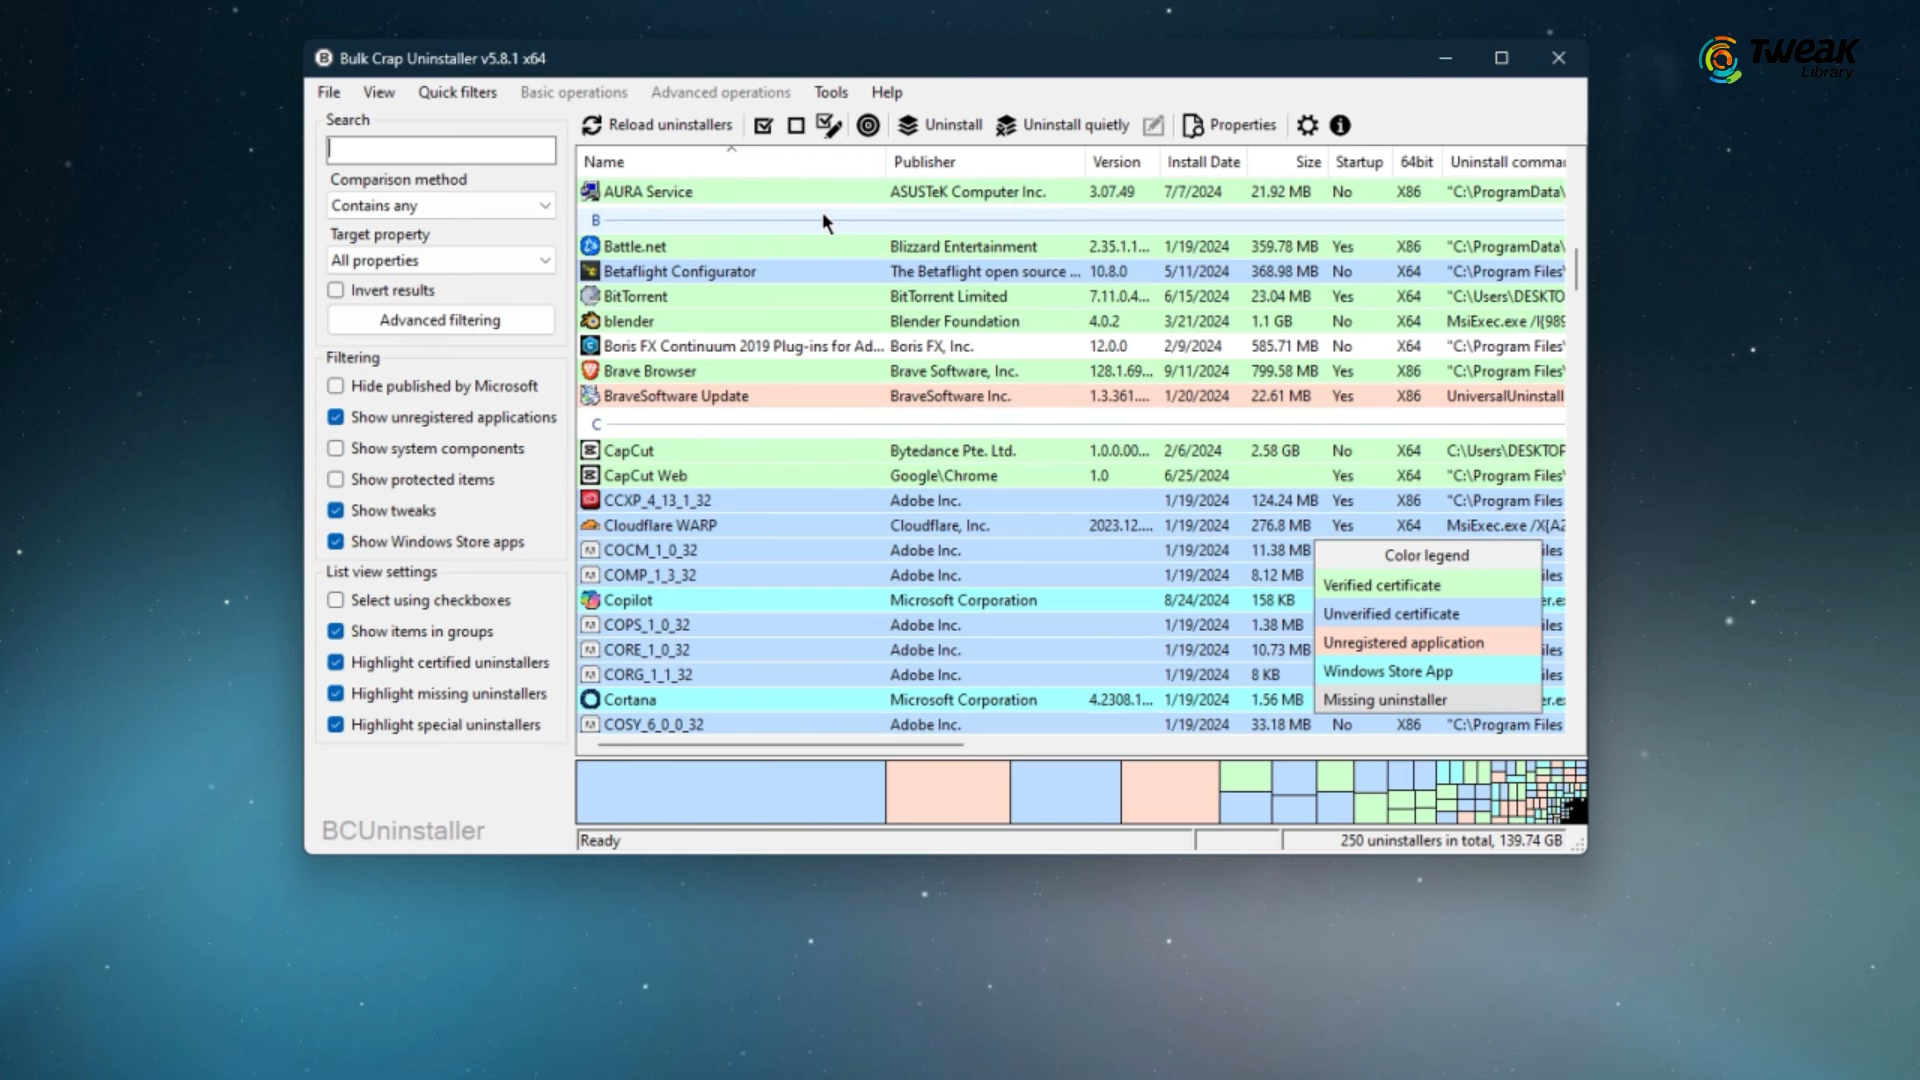 TWEAK
Library
Bulk Crap Uninstaller v5.8.1 x64
File View Quick filters Basic operations Advanced operations Tools Help
Search
Comparison method
Contains any
Target property
All properties
Invert results
Advanced filtering
Filtering
Hide published by Microsoft
Show unregistered applications
Show system components
Show protected items
Show tweaks
Show Windows Store apps
List view settings
Select using checkboxes
Show items in groups
Highlight certified uninstallers
Highlight missing uninstallers
Highlight special uninstallers
BCUninstaller
Reload uninstallers Uninstall Uninstall quietly Properties
Name Publisher Version Install Date Size Startup 64bit Uninstall comma
AURA Service ASUSTeK Computer Inc. 3.07.49 7/7/2024 21.92 MB No X86 "C:\ProgramData\
B
Battle.net Blizzard Entertainment 2.35.1.1... 1/19/2024 359.78 MB Yes X86 "C:\ProgramData\
Betaflight Configurator The Betaflight open source ... 10.8.0 5/11/2024 368.98 MB No X64 "C:\Program Files'
BitTorrent BitTorrent Limited 7.11.0.4... 6/15/2024 23.04 MB Yes X64 "C:\Users\DESKTO
blender Blender Foundation 4.0.2 3/21/2024 1.1 GB No X64 MsiExec.exe /I{989
Boris FX Continuum 2019 Plug-ins for Ad... Boris FX, Inc. 12.0.0 2/9/2024 585.71 MB No X64 "C:\Program Files'
Brave Browser Brave Software, Inc. 128.1.69... 9/11/2024 799.58 MB Yes X86 "C:\Program Files'
BraveSoftware Update BraveSoftware Inc. 1.3.361.... 1/20/2024 22.61 MB Yes X86 UniversalUninstall
C
CapCut Bytedance Pte. Ltd. 1.0.0.00... 2/6/2024 2.58 GB No X64 C:\Users\DESKTOP
CapCut Web Google\Chrome 1.0 6/25/2024 Yes X64 "C:\Program Files'
CCXP_4_13_1_32 Adobe Inc. 1/19/2024 124.24 MB Yes X86 "C:\Program Files
Cloudflare WARP Cloudflare, Inc. 2023.12.... 1/19/2024 276.8 MB Yes X64 MsiExec.exe /X{A2
COCM_1_0_32 Adobe Inc. 1/19/2024 11.38 MB iles
COMP_1_3_32 Adobe Inc. 1/19/2024 8.12 MB iles
Copilot Microsoft Corporation 8/24/2024 158 KB er.ex
COPS_1_0_32 Adobe Inc. 1/19/2024 1.38 MB iles
CORE_1_0_32 Adobe Inc. 1/19/2024 10.73 MB iles
CORG_1_1_32 Adobe Inc. 1/19/2024 8 KB iles
Cortana Microsoft Corporation 4.2308.1... 1/19/2024 1.56 MB er.ex
COSY_6_0_0_32 Adobe Inc. 1/19/2024 33.18 MB No X86 "C:\Program Files
Color legend
Verified certificate
Unverified certificate
Unregistered application
Windows Store App
Missing uninstaller
Ready 250 uninstallers in total, 139.74 GB